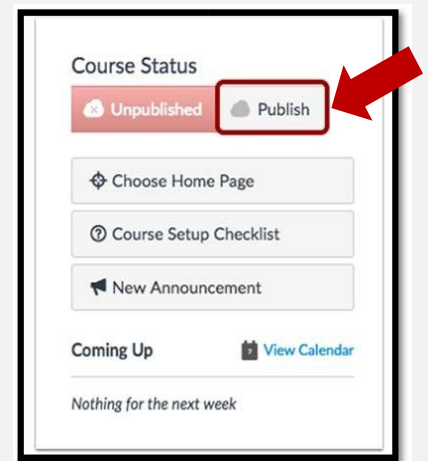 Course Status
Unpublished Publish
Choose Home Page
Course Setup Checklist
New Announcement
Coming Up 7 View Calendar
Nothing for the next week